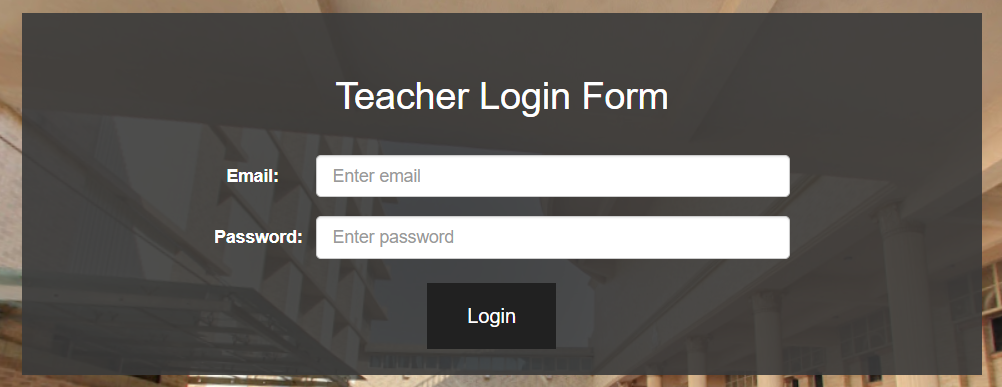 Teacher Login Form
Email: Enter email
Password: Enter password
Login